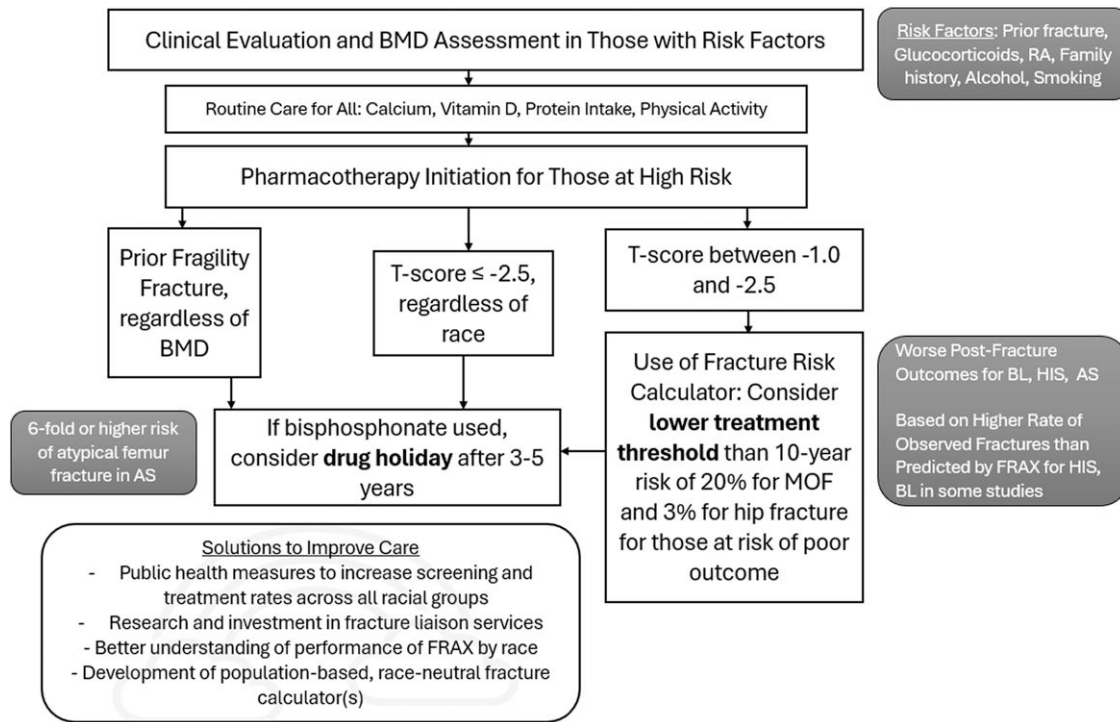 Clinical Evaluation and BMD Assessment in Those with Risk Factors
Risk Factors: Prior fracture,
Glucocorticoids, RA, Family
history, Alcohol, Smoking
Routine Care for All: Calcium, Vitamin D, Protein Intake, Physical Activity
Pharmacotherapy Initiation for Those at High Risk
Prior Fragility
Fracture,
regardless of
BMD
T-score ≤ -2.5,
regardless of
race
T-score between -1.0
and -2.5
Use of Fracture Risk
Calculator: Consider
lower treatment
threshold than 10-year
risk of 20% for MOF
and 3% for hip fracture
for those at risk of poor
outcome
Worse Post-Fracture
Outcomes for BL, HIS, AS
Based on Higher Rate of
Observed Fractures than
Predicted by FRAX for HIS,
BL in some studies
6-fold or higher risk
of atypical femur
fracture in AS
If bisphosphonate used,
consider drug holiday after 3-5
years
Solutions to Improve Care
- Public health measures to increase screening and
treatment rates across all racial groups
- Research and investment in fracture liaison services
- Better understanding of performance of FRAX by race
- Development of population-based, race-neutral fracture
calculator(s)